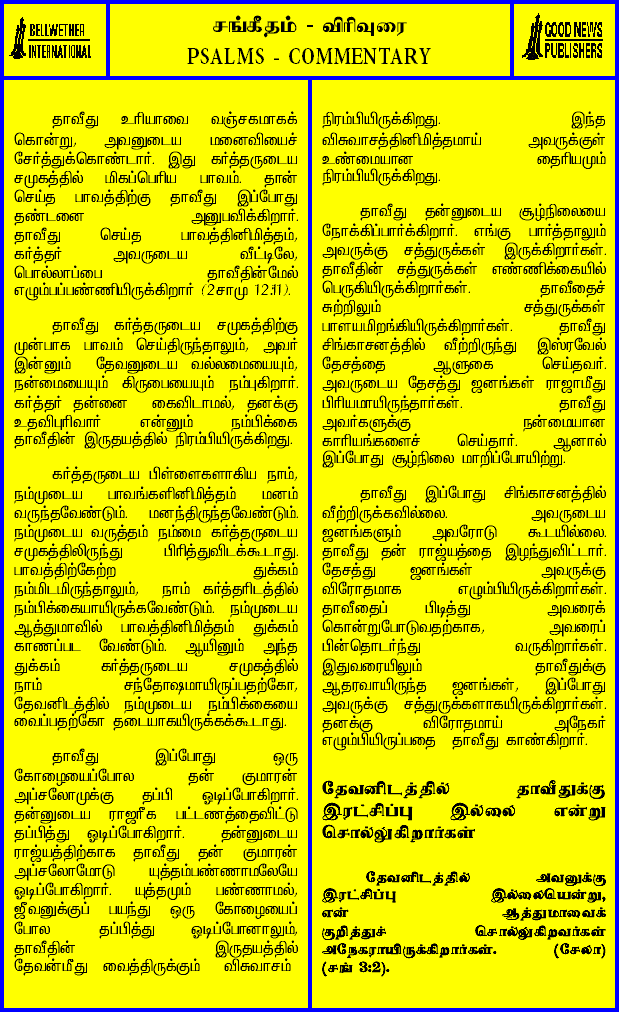 BELLWETHER
INTERNATIONAL
சங்கீதம் - விரிவுரை
PSALMS - COMMENTARY
GOOD NEWS
PUBLISHERS
தாவீது உரியாவை வஞ்சகமாகக்
கொன்று, அவனுடைய மனைவியைச்
சேர்த்துக்கொண்டார். இது கர்த்தருடைய
சமுகத்தில் மிகப்பெரிய பாவம். தான்
செய்த பாவத்திற்கு தாவீது இப்போது
தண்டனை அனுபவிக்கிறார்.
தாவீது செய்த பாவத்தினிமித்தம்,
கர்த்தர் அவருடைய வீட்டிலே,
பொல்லாப்பை தாவீதின்மேல்
எழும்பப்பண்ணியிருக்கிறார் (2சாமு 12:11).
தாவீது கர்த்தருடைய சமுகத்திற்கு
முன்பாக பாவம் செய்திருந்தாலும், அவர்
இன்னும் தேவனுடைய வல்லமையையும்,
நன்மையையும் கிருபையையும் நம்புகிறார்.
கர்த்தர் தன்னை கைவிடாமல், தனக்கு
உதவிபுரிவார் என்னும் நம்பிக்கை
தாவீதின் இருதயத்தில் நிரம்பியிருக்கிறது.
கர்த்தருடைய பிள்ளைகளாகிய நாம்,
நம்முடைய பாவங்களினிமித்தம் மனம்
வருந்தவேண்டும். மனந்திருந்தவேண்டும்.
நம்முடைய வருத்தம் நம்மை கர்த்தருடைய
சமுகத்திலிருந்து பிரித்துவிடக்கூடாது.
பாவத்திற்கேற்ற துக்கம்
நம்மிடமிருந்தாலும், நாம் கர்த்தரிடத்தில்
நம்பிக்கையாயிருக்கவேண்டும். நம்முடைய
ஆத்துமாவில் பாவத்தினிமித்தம் துக்கம்
காணப்பட வேண்டும். ஆயினும் அந்த
துக்கம் கர்த்தருடைய சமுகத்தில்
நாம் சந்தோஷமாயிருப்பதற்கோ,
தேவனிடத்தில் நம்முடைய நம்பிக்கையை
வைப்பதற்கோ தடையாகயிருக்கக்கூடாது.
தாவீது இப்போது ஒரு
கோழையைப்போல தன் குமாரன்
அப்சலோமுக்கு தப்பி ஓடிப்போகிறார்.
தன்னுடைய ராஜரீக பட்டணத்தைவிட்டு
தப்பித்து ஓடிப்போகிறார். தன்னுடைய
ராஜ்யத்திற்காக தாவீது தன் குமாரன்
அப்சலோமோடு யுத்தம்பண்ணாமலேயே
ஓடிப்போகிறார். யுத்தமும் பண்ணாமல்,
ஜீவனுக்குப் பயந்து ஒரு கோழையைப்
போல தப்பித்து ஓடிப்போனாலும்,
தாவீதின் இருதயத்தில்
தேவன்மீது வைத்திருக்கும் விசுவாசம்
நிரம்பியிருக்கிறது. இந்த
விசுவாசத்தினிமித்தமாய் அவருக்குள்
உண்மையான தைரியமும்
நிரம்பியிருக்கிறது.
தாவீது தன்னுடைய சூழ்நிலையை
நோக்கிப்பார்க்கிறார். எங்கு பார்த்தாலும்
அவருக்கு சத்துருக்கள் இருக்கிறார்கள்.
தாவீதின் சத்துருக்கள் எண்ணிக்கையில்
பெருகியிருக்கிறார்கள். தாவீதைச்
சுற்றிலும் சத்துருக்கள்
பாளயமிறங்கியிருக்கிறார்கள். தாவீது
சிங்காசனத்தில் வீற்றிருந்து இஸ்ரவேல்
தேசத்தை ஆளுகை செய்தவர்.
அவருடைய தேசத்து ஜனங்கள் ராஜாமீது
பிரியமாயிருந்தார்கள். தாவீது
அவர்களுக்கு நன்மையான
காரியங்களைச் செய்தார். ஆனால்
இப்போது சூழ்நிலை மாறிப்போயிற்று.
தாவீது இப்போது சிங்காசனத்தில்
வீற்றிருக்கவில்லை. அவருடைய
ஜனங்களும் அவரோடு கூடயில்லை.
தாவீது தன் ராஜ்யத்தை இழந்துவிட்டார்.
தேசத்து ஜனங்கள் அவருக்கு
விரோதமாக எழும்பியிருக்கிறார்கள்.
தாவீதைப் பிடித்து அவரைக்
கொன்றுபோடுவதற்காக, அவரைப்
பின்தொடர்ந்து வருகிறார்கள்.
இதுவரையிலும் தாவீதுக்கு
ஆதரவாயிருந்த ஜனங்கள், இப்போது
அவருக்கு சத்துருக்களாகயிருக்கிறார்கள்.
தனக்கு விரோதமாய் அநேகர்
எழும்பியிருப்பதை தாவீது காண்கிறார்.
தேவனிடத்தில் தாவீதுக்கு
இரட்சிப்பு இல்லை என்று
சொல்லுகிறார்கள்
தேவனிடத்தில் அவனுக்கு
இரட்சிப்பு இல்லையென்று,
என் ஆத்துமாவைக்
குறித்துச் சொல்லுகிறவர்கள்
அநேகராயிருக்கிறார்கள். (சேலா)
(சங் 3:2).